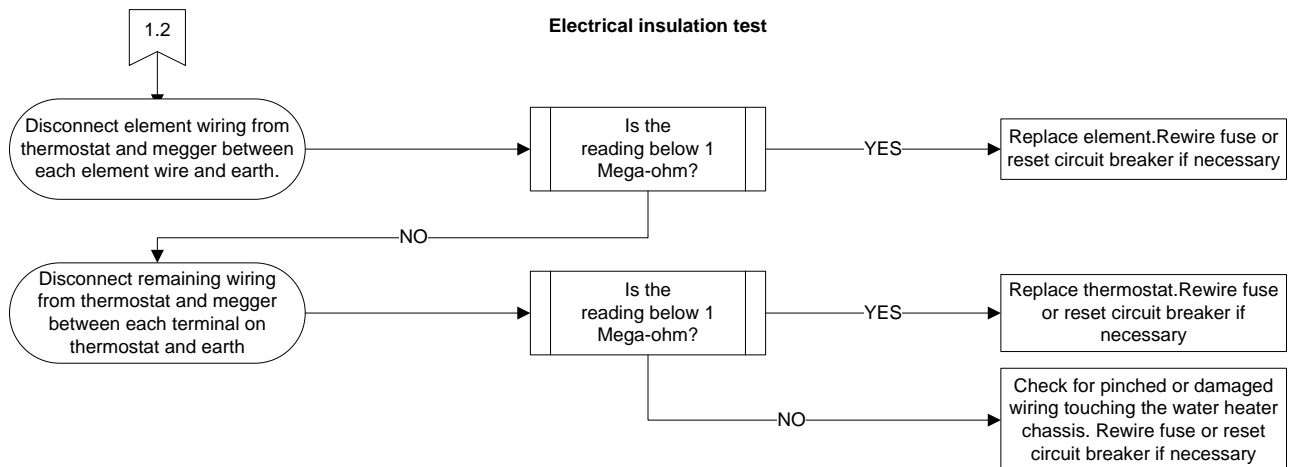 1.2
Electrical insulation test
Disconnect element wiring from
thermostat and megger between
each element wire and earth.
Is the
reading below 1
Mega-ohm?
YES
Replace element.Rewire fuse or
reset circuit breaker if necessary
NO
Disconnect remaining wiring
from thermostat and megger
between each terminal on
thermostat and earth
Is the
reading below 1
Mega-ohm?
YES
Replace thermostat.Rewire fuse
or reset circuit breaker if
necessary
NO
Check for pinched or damaged
wiring touching the water heater
chassis. Rewire fuse or reset
circuit breaker if necessary